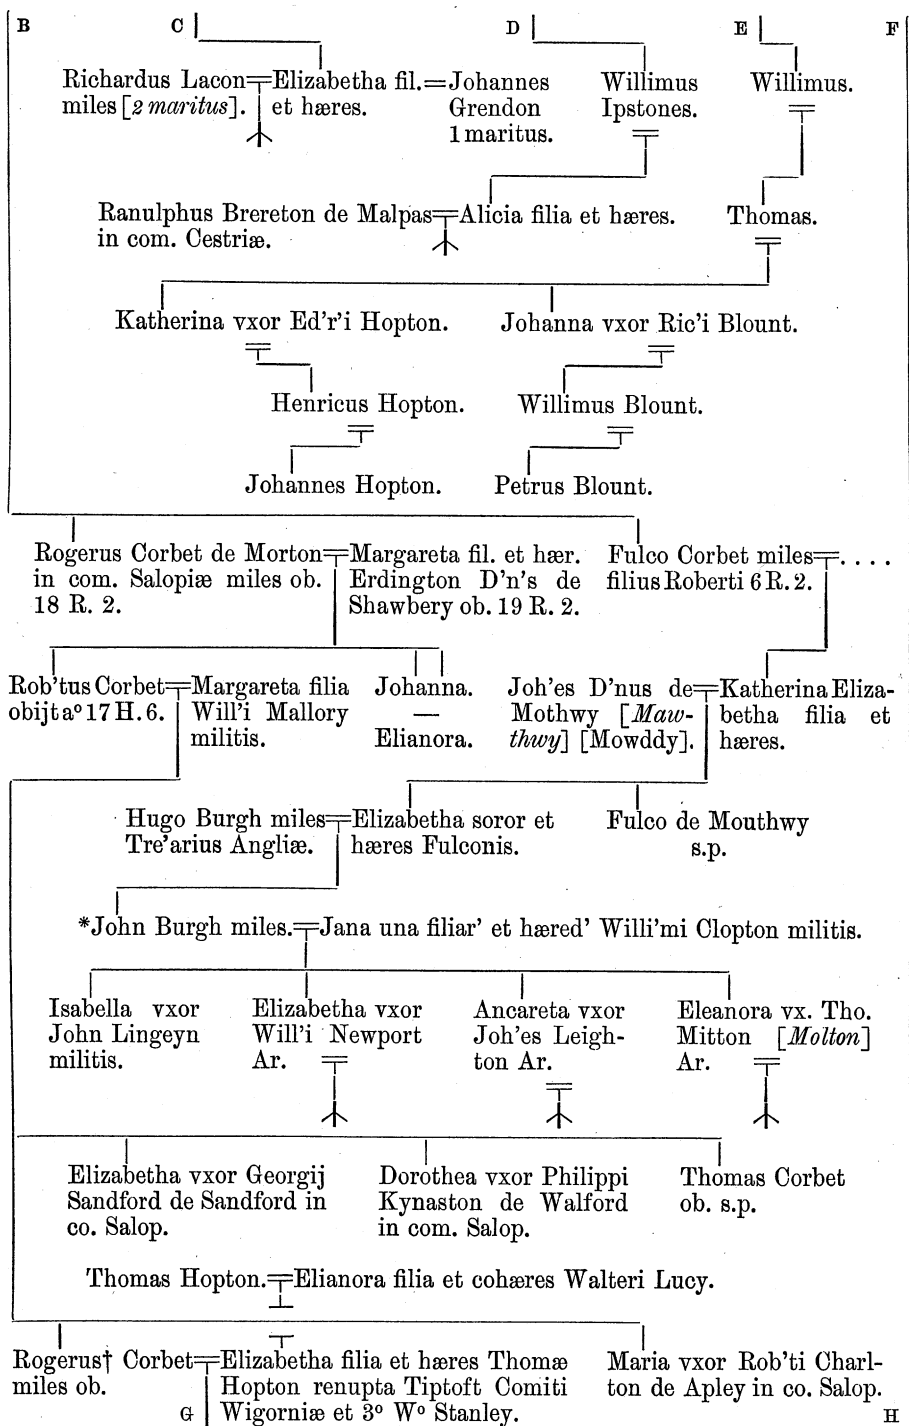 B C D E F
Richardus Lacon Elizabetha fil. = Johannes Willimus Willimus.
miles [2 maritus]. et hæres. Grendon Ipstones.
1 maritus.
Ranulphus Brereton de Malpas Alicia filia et hæres. Thomas.
in com. Cestriæ.
Katherina vxor Ed'r'i Hopton. Johanna vxor Ric'i Blount.
Henricus Hopton. Willimus Blount.
Johannes Hopton. Petrus Blount.
Rogerus Corbet de Morton Margareta fil. et hær. Fulco Corbet miles . . . .
in com. Salopiæ miles ob. Erdington D'n's de filius Roberti 6 R. 2.
18 R. 2. Shawbery ob. 19 R. 2.
Rob'tus Corbet Margareta filia Johanna. Joh'es D'nus de Katherina Eliza-
obijt aº 17 H. 6. Will'i Mallory — Mothwy [Maw- betha filia et
militis. Elianora. thwy] [Mowddy]. hæres.
Hugo Burgh miles Elizabetha soror et Fulco de Mouthwy
Tre'arius Angliæ. hæres Fulconis. s.p.
*John Burgh miles. Jana una filiar' et hæred' Willi'mi Clopton militis.
Isabella vxor Elizabetha vxor Ancareta vxor Eleanora vx. Tho.
John Lingeyn Will'i Newport Joh'es Leigh- Mitton [Molton]
militis. Ar. ton Ar. Ar.
Elizabetha vxor Georgij Dorothea vxor Philippi Thomas Corbet
Sandford de Sandford in Kynaston de Walford ob. s.p.
co. Salop. in com. Salop.
Thomas Hopton. Elianora filia et cohæres Walteri Lucy.
Rogerus† Corbet Elizabetha filia et hæres Thomæ Maria vxor Rob'ti Charl-
miles ob. Hopton renupta Tiptoft Comiti ton de Apley in co. Salop.
G Wigorniæ et 3º Wº Stanley. H